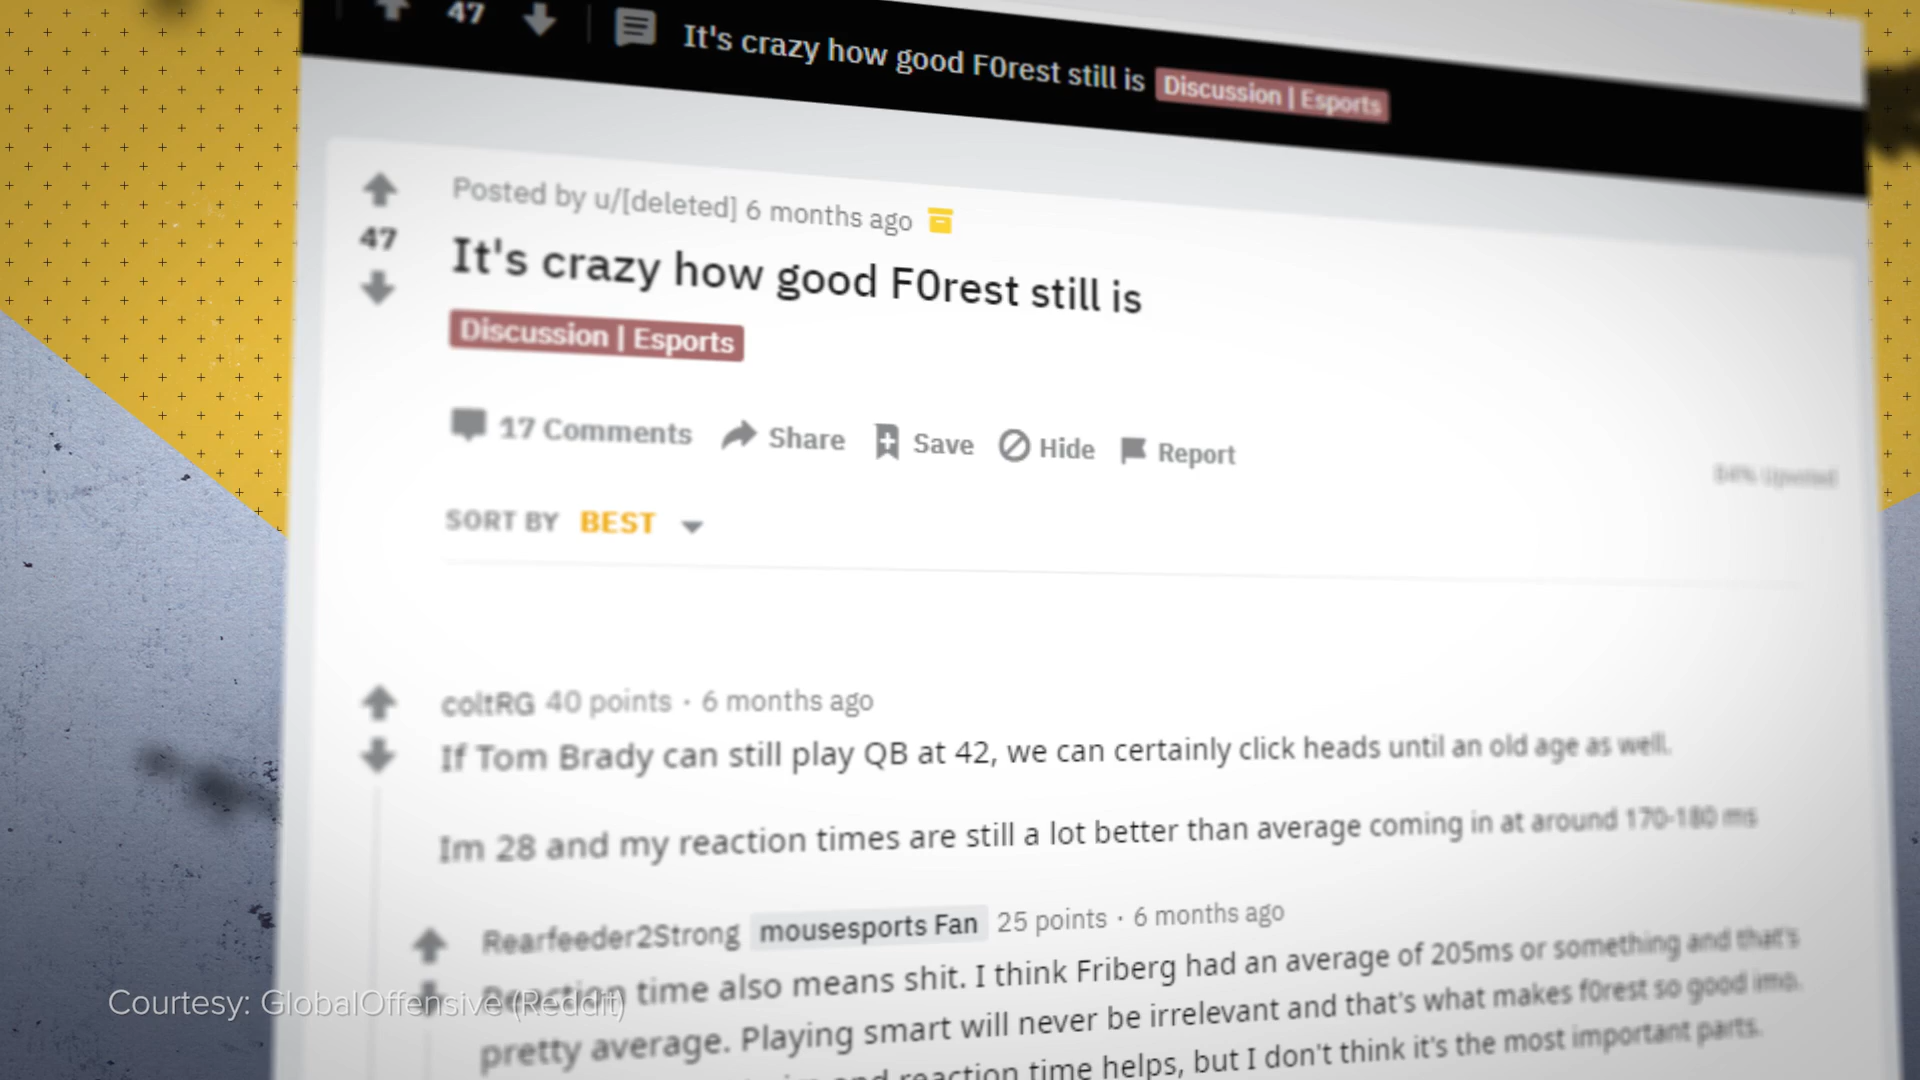 47 It's crazy how good F0rest still is Discussion | Esports
Posted by u/[deleted] 6 months ago
47
It's crazy how good F0rest still is
Discussion | Esports
17 Comments Share Save Hide Report
84% Upvoted
SORT BY BEST
coltRG 40 points · 6 months ago
If Tom Brady can still play QB at 42, we can certainly click heads until an old age as well.
Im 28 and my reaction times are still a lot better than average coming in at around 170-180 ms
Rearfeeder2Strong mousesports Fan 25 points · 6 months ago
Reaction time also means shit. I think Friberg had an average of 205ms or something and that's
pretty average. Playing smart will never be irrelevant and that's what makes f0rest so good imo.
and reaction time helps, but I don't think it's the most important parts.
Courtesy: GlobalOffensive (Reddit)